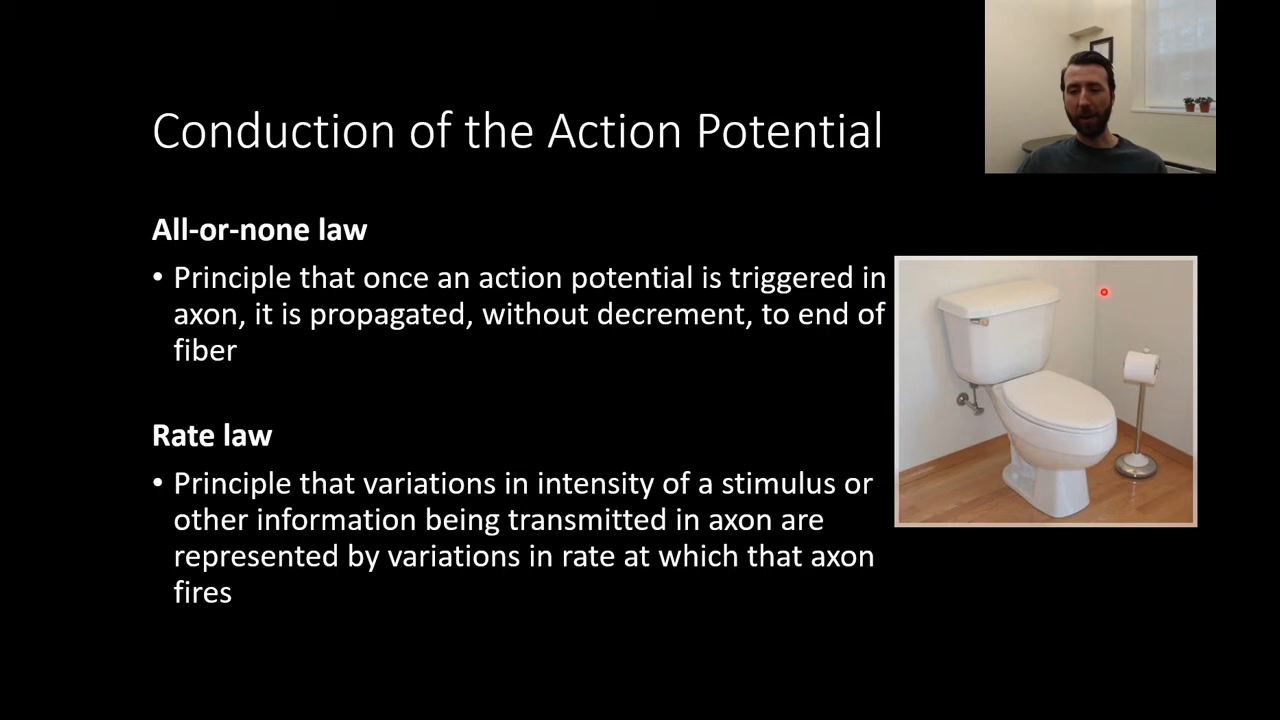 Conduction of the Action Potential
All-or-none law
• Principle that once an action potential is triggered in
axon, it is propagated, without decrement, to end of
fiber
Rate law
• Principle that variations in intensity of a stimulus or
other information being transmitted in axon are
represented by variations in rate at which that axon
fires